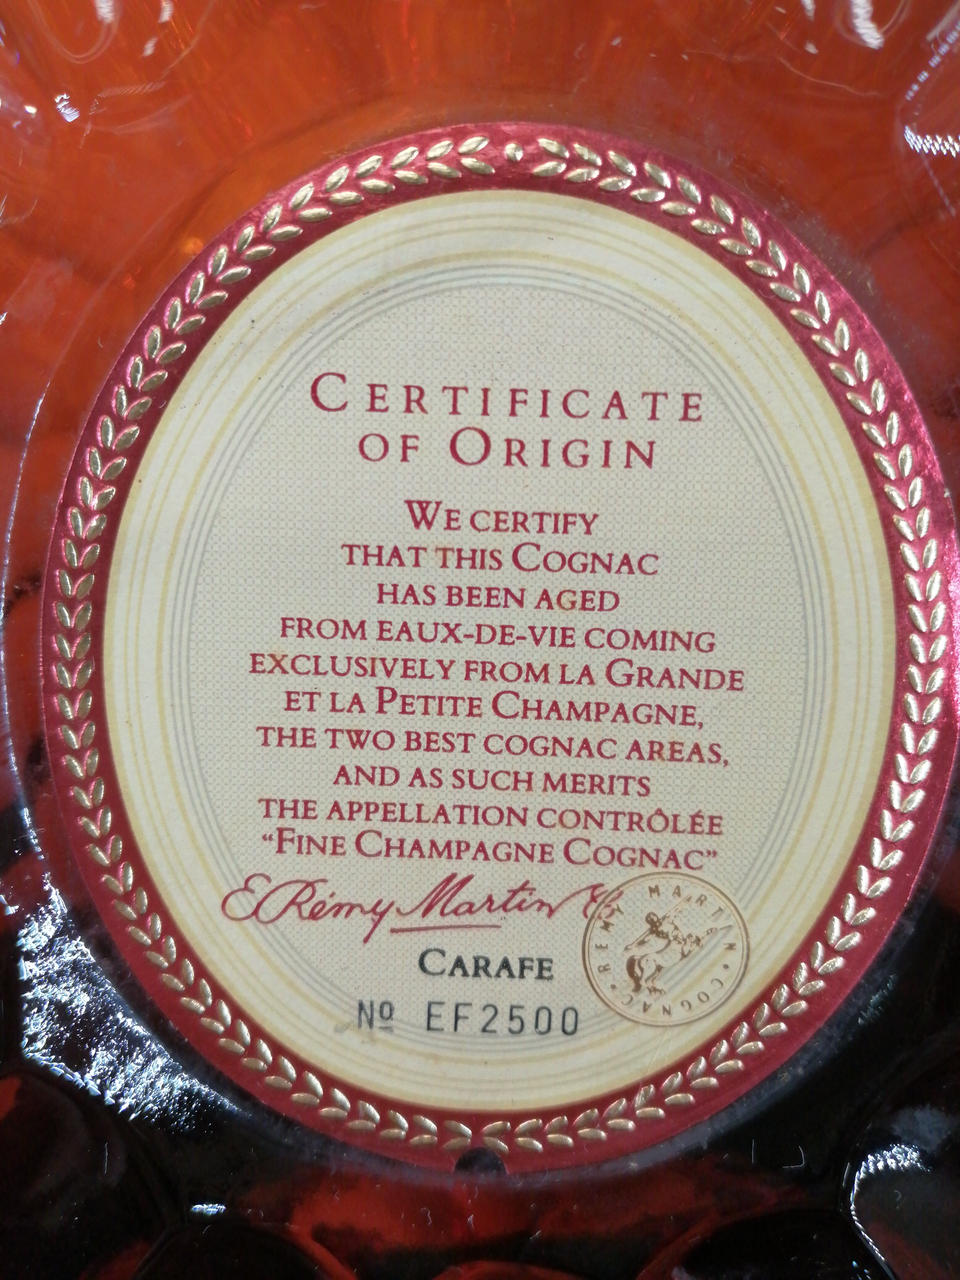 CERTIFICATE
OF ORIGIN
WE CERTIFY
THAT THIS COGNAC
HAS BEEN AGED
FROM EAUX-DE-VIE COMING
EXCLUSIVELY FROM LA GRANDE
ET LA PETITE CHAMPAGNE,
THE TWO BEST COGNAC AREAS,
AND AS SUCH MERITS
THE APPELLATION CONTRÔLÉE
“FINE CHAMPAGNE COGNAC”
E. Rémy Martin & Co
REMY MARTIN COGNAC
CARAFE
Nº EF2500